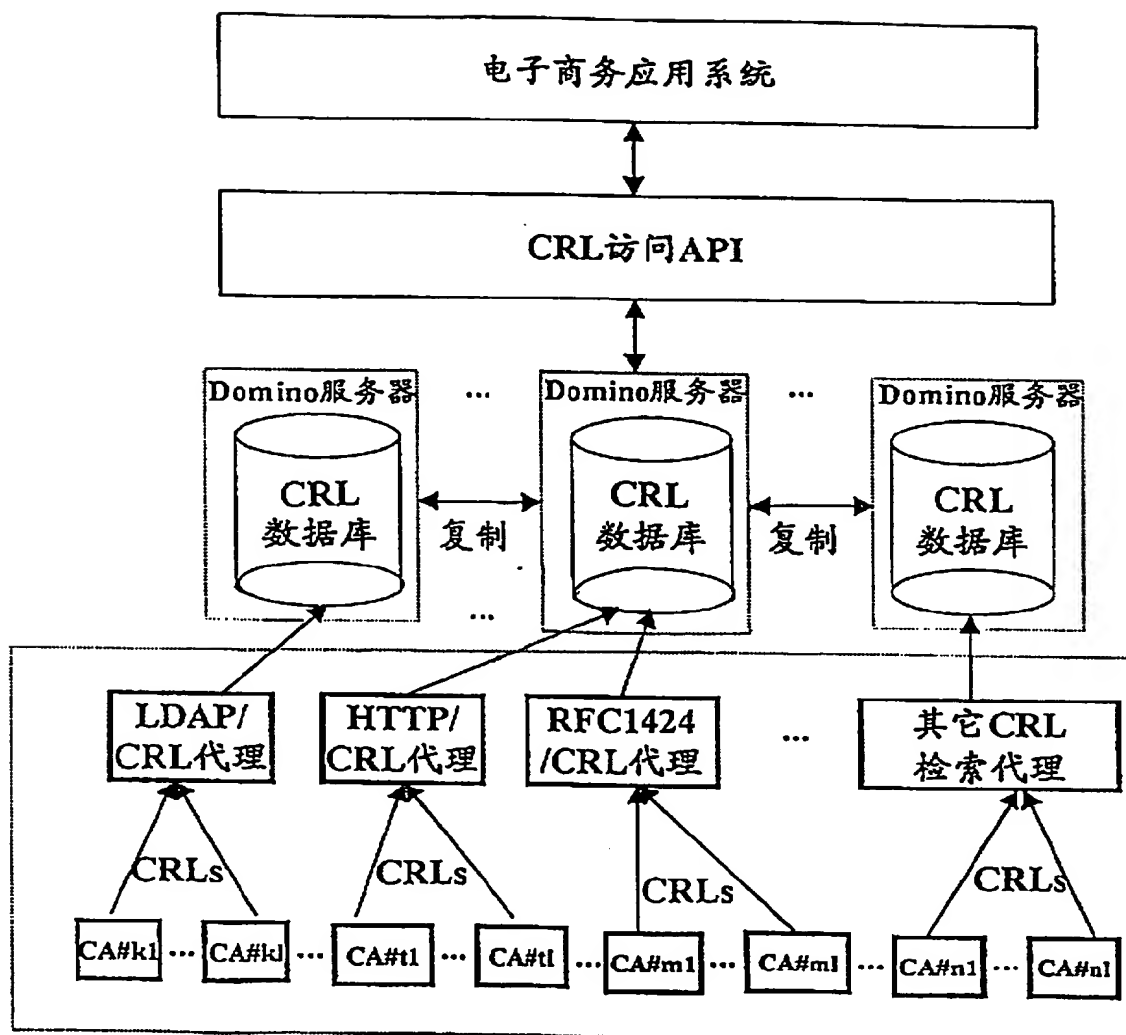 电子商务应用系统
CRL访问API
Domino服务器
...
Domino服务器
...
Domino服务器
CRL
数据库
复制
CRL
数据库
复制
CRL
数据库
...
LDAP/
CRL代理
HTTP/
CRL代理
RFC1424
/CRL代理
...
其它CRL
检索代理
CRLs
CRLs
CRLs
CRLs
CA#k1 ... CA#kl ... CA#t1 ... CA#tl ... CA#m1 ... CA#ml ... CA#n1 ... CA#nl